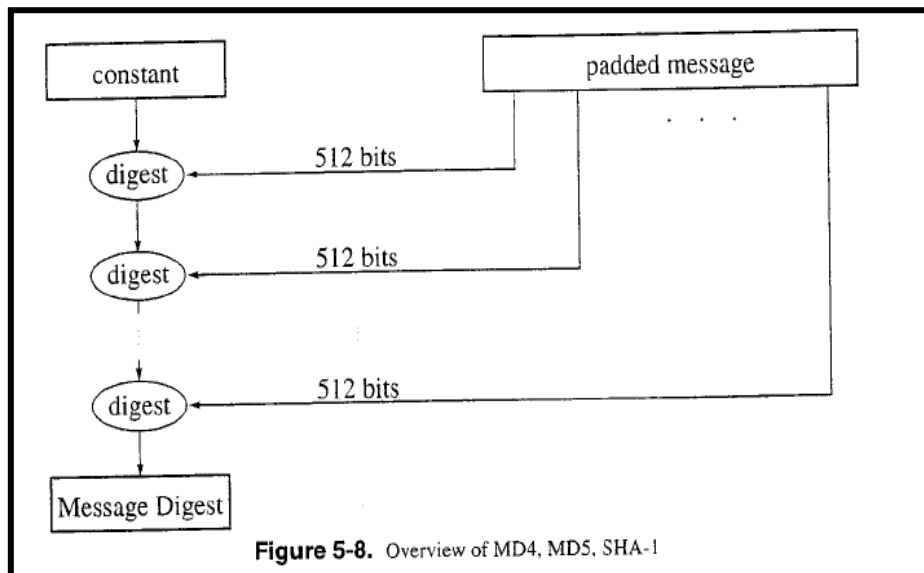 constant
padded message
. . .
512 bits
digest
512 bits
digest
512 bits
digest
Message Digest
Figure 5-8. Overview of MD4, MD5, SHA-1